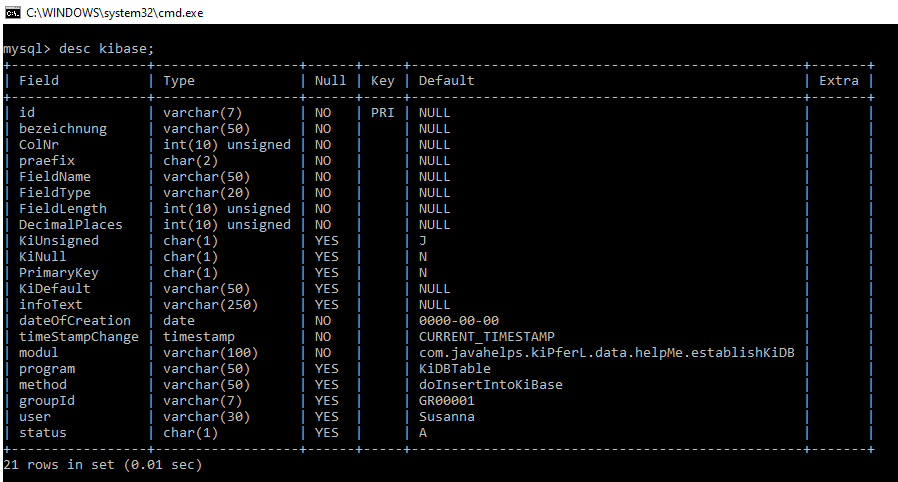 C:\WINDOWS\system32\cmd.exe
mysql> desc kibase;
+-----------------+------------------+------+-----+------------------------------------------------+-------+
| Field | Type | Null | Key | Default | Extra |
+-----------------+------------------+------+-----+------------------------------------------------+-------+
| id | varchar(7) | NO | PRI | NULL | |
| bezeichnung | varchar(50) | NO | | NULL | |
| ColNr | int(10) unsigned | NO | | NULL | |
| praefix | char(2) | NO | | NULL | |
| FieldName | varchar(50) | NO | | NULL | |
| FieldType | varchar(20) | NO | | NULL | |
| FieldLength | int(10) unsigned | NO | | NULL | |
| DecimalPlaces | int(10) unsigned | NO | | NULL | |
| KiUnsigned | char(1) | YES | | J | |
| KiNull | char(1) | YES | | N | |
| PrimaryKey | char(1) | YES | | N | |
| KiDefault | varchar(50) | YES | | NULL | |
| infoText | varchar(250) | YES | | NULL | |
| dateOfCreation | date | NO | | 0000-00-00 | |
| timeStampChange | timestamp | NO | | CURRENT_TIMESTAMP | |
| modul | varchar(100) | NO | | com.javahelps.kiPferL.data.helpMe.establishKiDB | |
| program | varchar(50) | YES | | KiDBTable | |
| method | varchar(50) | YES | | doInsertIntoKiBase | |
| groupId | varchar(7) | YES | | GR00001 | |
| user | varchar(30) | YES | | Susanna | |
| status | char(1) | YES | | A | |
+-----------------+------------------+------+-----+------------------------------------------------+-------+
21 rows in set (0.01 sec)